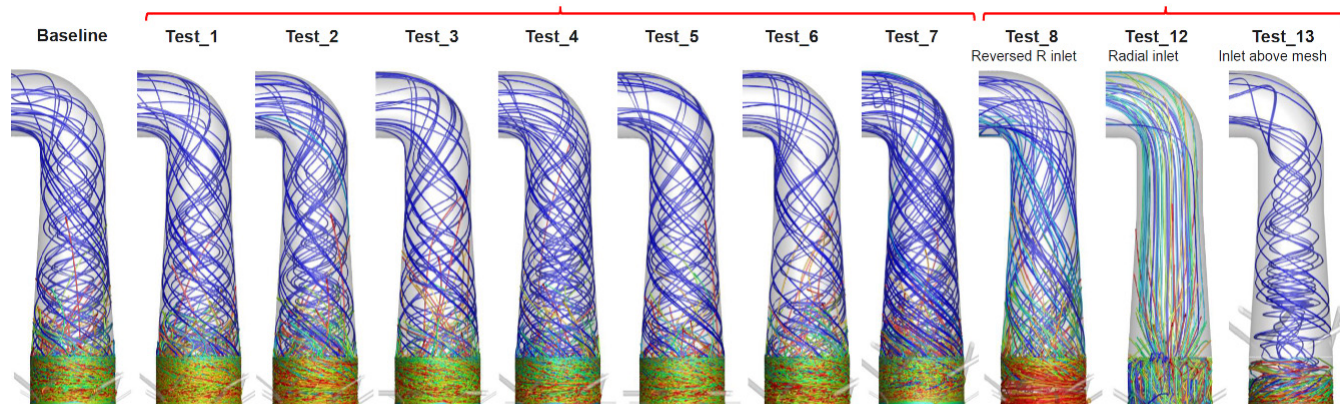 Baseline
Test_1
Test_2
Test_3
Test_4
Test_5
Test_6
Test_7
Test_8
Reversed R inlet
Test_12
Radial inlet
Test_13
Inlet above mesh